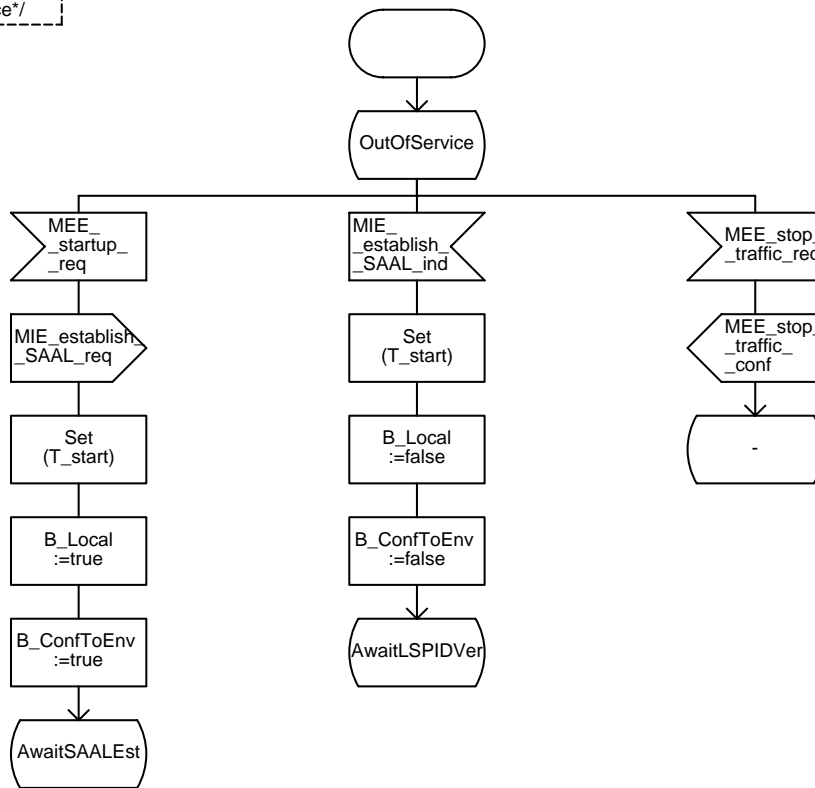 ce*/
OutOfService
MEE_
_startup_
_req
MIE_establish_
_SAAL_req
Set
(T_start)
B_Local
:=true
B_ConfToEnv
:=true
AwaitSAALEst
MIE_
_establish_
_SAAL_ind
Set
(T_start)
B_Local
:=false
B_ConfToEnv
:=false
AwaitLSPIDVer
MEE_stop_
_traffic_req
MEE_stop_
_traffic_
_conf
-